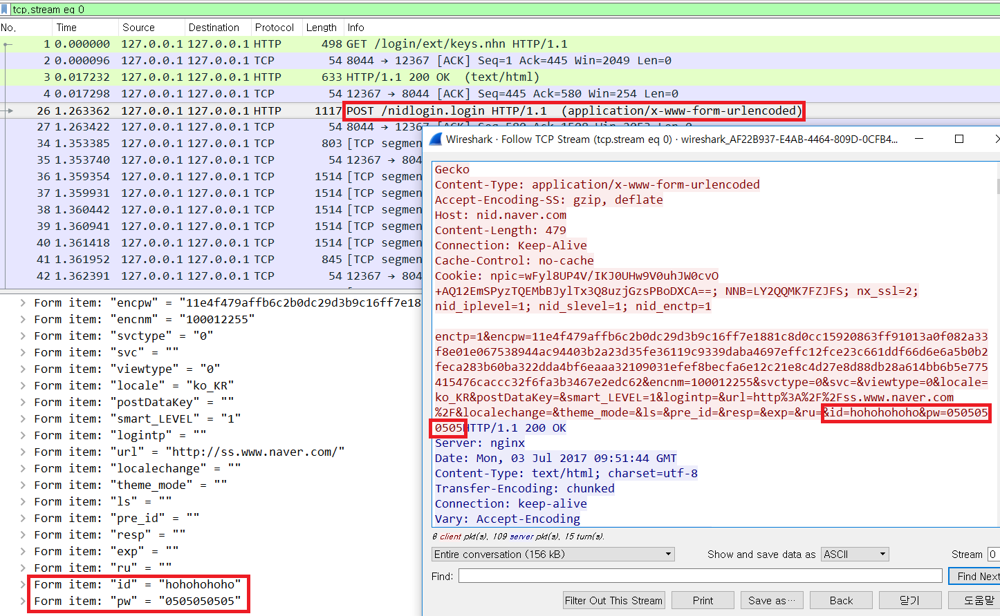 tcp.stream eq 0
No. Time Source Destination Protocol Length Info
1 0.000000 127.0.0.1 127.0.0.1 HTTP 498 GET /login/ext/keys.nhn HTTP/1.1
2 0.000096 127.0.0.1 127.0.0.1 TCP 54 8044 → 12367 [ACK] Seq=1 Ack=445 Win=2049 Len=0
3 0.017232 127.0.0.1 127.0.0.1 HTTP 633 HTTP/1.1 200 OK (text/html)
4 0.017298 127.0.0.1 127.0.0.1 TCP 54 12367 → 8044 [ACK] Seq=445 Ack=580 Win=254 Len=0
26 1.263362 127.0.0.1 127.0.0.1 HTTP 1117 POST /nidlogin.login HTTP/1.1 (application/x-www-form-urlencoded)
27 1.263422 127.0.0.1 127.0.0.1 TCP 54 8044 → 12367
34 1.353385 127.0.0.1 127.0.0.1 TCP 803 [TCP segmen
35 1.353740 127.0.0.1 127.0.0.1 TCP 54 12367 → 804
36 1.359354 127.0.0.1 127.0.0.1 TCP 1514 [TCP segmen
37 1.359931 127.0.0.1 127.0.0.1 TCP 1514 [TCP segmen
38 1.360442 127.0.0.1 127.0.0.1 TCP 1514 [TCP segmen
39 1.360941 127.0.0.1 127.0.0.1 TCP 1514 [TCP segmen
40 1.361418 127.0.0.1 127.0.0.1 TCP 1514 [TCP segmen
41 1.361952 127.0.0.1 127.0.0.1 TCP 845 [TCP segmen
42 1.362391 127.0.0.1 127.0.0.1 TCP 54 12367 → 804
Form item: "encpw" = "11e4f479affb6c2b0dc29d3b9c16ff7e18
Form item: "encnm" = "100012255"
Form item: "svctype" = "0"
Form item: "svc" = ""
Form item: "viewtype" = "0"
Form item: "locale" = "ko_KR"
Form item: "postDataKey" = ""
Form item: "smart_LEVEL" = "1"
Form item: "logintp" = ""
Form item: "url" = "http://ss.www.naver.com/"
Form item: "localechange" = ""
Form item: "theme_mode" = ""
Form item: "ls" = ""
Form item: "pre_id" = ""
Form item: "resp" = ""
Form item: "exp" = ""
Form item: "ru" = ""
Form item: "id" = "hohohohoho"
Form item: "pw" = "0505050505"
Wireshark · Follow TCP Stream (tcp.stream eq 0) · wireshark_AF22B937-E4AB-4464-809D-0CFB4...
Gecko
Content-Type: application/x-www-form-urlencoded
Accept-Encoding-SS: gzip, deflate
Host: nid.naver.com
Content-Length: 479
Connection: Keep-Alive
Cache-Control: no-cache
Cookie: npic=wFyl8UP4V/IKJ0UHw9V0uhJW0cvO
+AQ12EmSPyzTQEMbBJylTx3Q8uzjGzsPBoDXCA==; NNB=LY2QQMK7FZJFS; nx_ssl=2;
nid_iplevel=1; nid_slevel=1; nid_enctp=1
enctp=1&encpw=11e4f479affb6c2b0dc29d3b9c16ff7e1881c8d0cc15920863ff91013a0f082a33
f8e01e067538944ac94403b2a23d35fe36119c9339daba4697effc12fce23c661ddf66d6e6a5b0b2
feca283b60ba322dda4bf6eaaa32109031efef8becfa6e12c21e8c4d27e8d88db28a614bb6b5e775
415476caccc32f6fa3b3467e2edc62&encnm=100012255&svctype=0&svc=&viewtype=0&locale=
ko_KR&postDataKey=&smart_LEVEL=1&logintp=&url=http%3A%2F%2Fss.www.naver.com
%2F&localechange=&theme_mode=&ls=&pre_id=&resp=&exp=&ru=&id=hohohohoho&pw=050505
0505HTTP/1.1 200 OK
Server: nginx
Date: Mon, 03 Jul 2017 09:51:44 GMT
Content-Type: text/html; charset=utf-8
Transfer-Encoding: chunked
Connection: keep-alive
Vary: Accept-Encoding
8 client pkt(s), 109 server pkt(s), 15 turn(s).
Entire conversation (156 kB) Show and save data as ASCII Stream 0
Find: Find Next
Filter Out This Stream Print Save as… Back 닫기 도움말